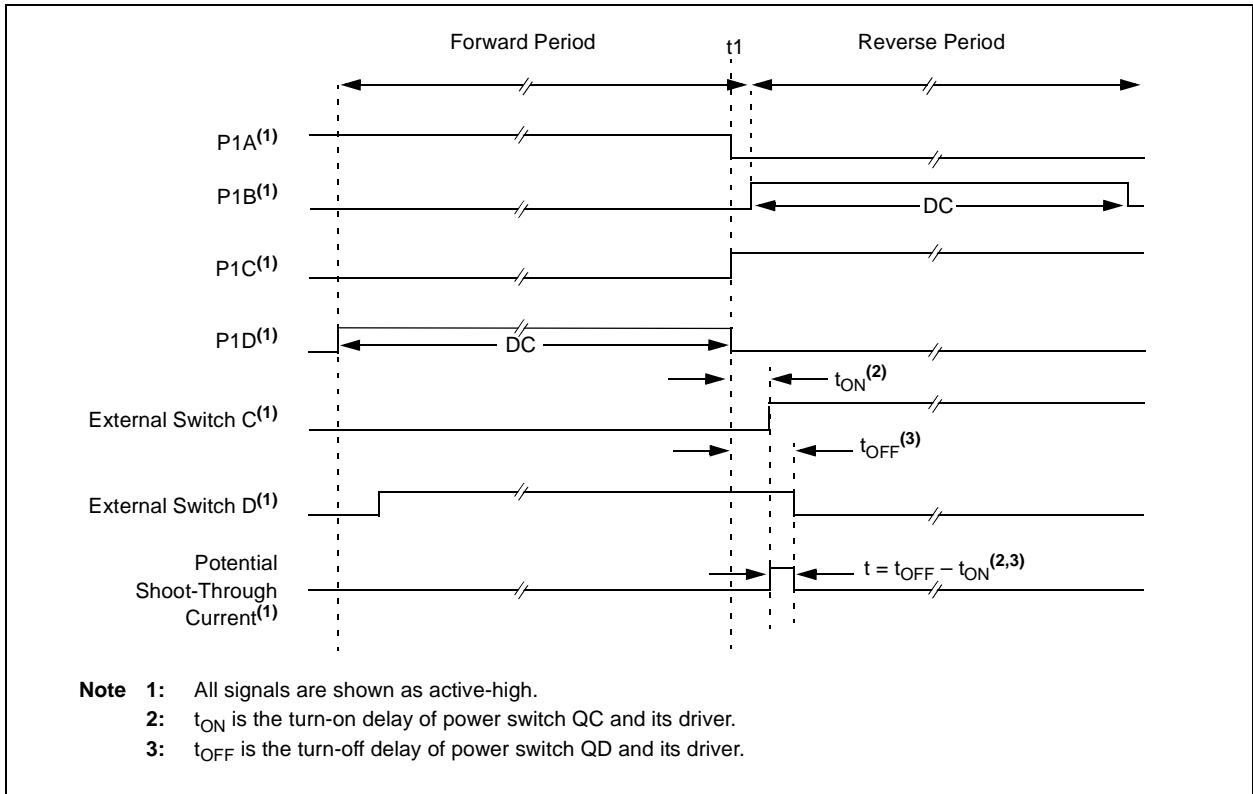 Forward Period
t1
Reverse Period
P1A(1)
P1B(1)
DC
P1C(1)
P1D(1)
DC
tON(2)
External Switch C(1)
tOFF(3)
External Switch D(1)
Potential
Shoot-Through
Current(1)
t = tOFF – tON(2,3)
Note 1: All signals are shown as active-high.
2: tON is the turn-on delay of power switch QC and its driver.
3: tOFF is the turn-off delay of power switch QD and its driver.